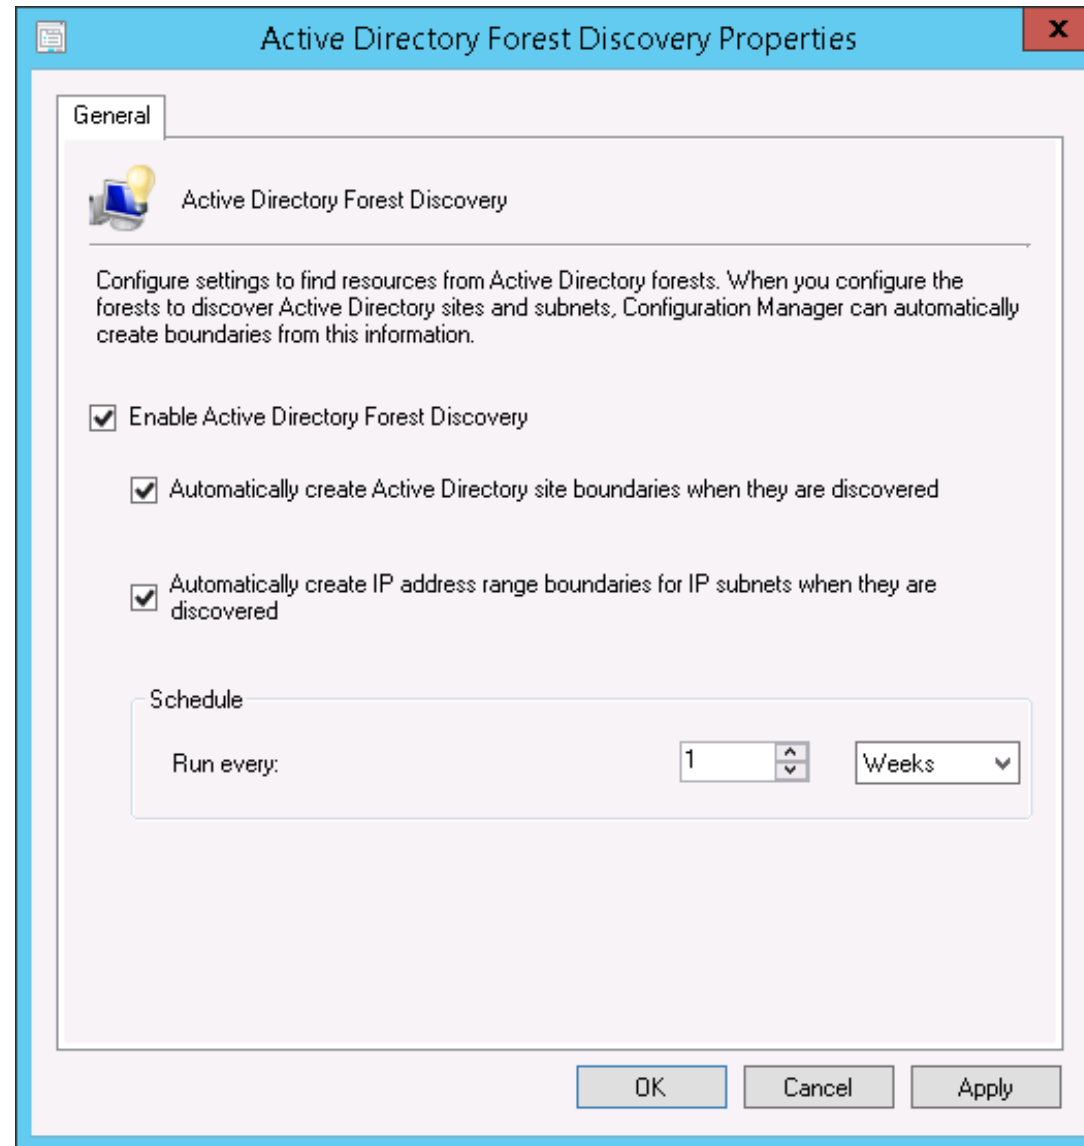 Active Directory Forest Discovery Properties
x
General
Active Directory Forest Discovery
Configure settings to find resources from Active Directory forests. When you configure the
forests to discover Active Directory sites and subnets, Configuration Manager can automatically
create boundaries from this information.
Enable Active Directory Forest Discovery
Automatically create Active Directory site boundaries when they are discovered
Automatically create IP address range boundaries for IP subnets when they are
discovered
Schedule
Run every:
1
Weeks
OK
Cancel
Apply